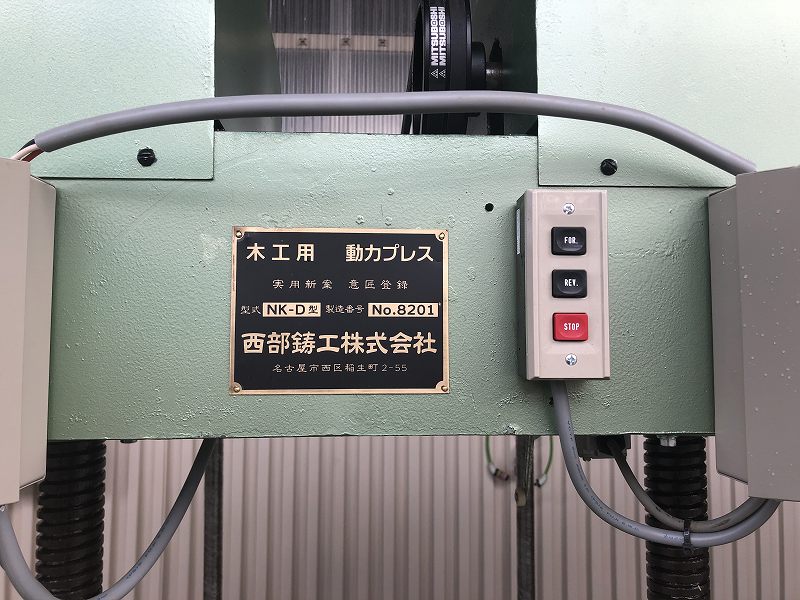 MITSUBOSHI
MITSUBOSHI
木工用 動力プレス
実用新案 意匠登録
型式 NK-D型 製造番号 No.8201
西部鋳工株式会社
名古屋市西区稲生町2-55
FOR.
REV.
STOP